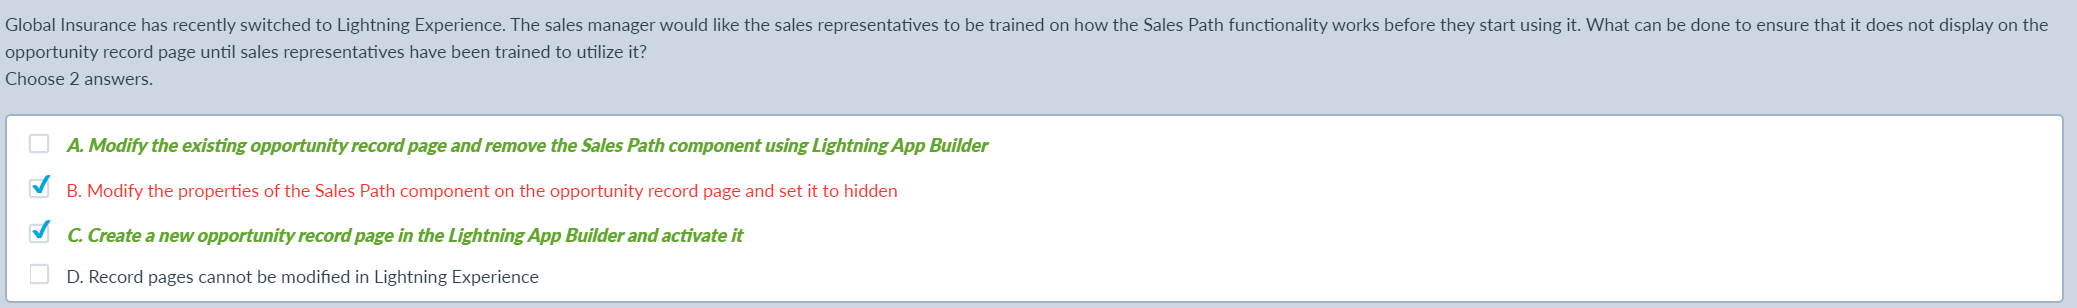 Global Insurance has recently switched to Lightning Experience. The sales manager would like the sales representatives to be trained on how the Sales Path functionality works before they start using it. What can be done to ensure that it does not display on the
opportunity record page until sales representatives have been trained to utilize it?
Choose 2 answers.
A. Modify the existing opportunity record page and remove the Sales Path component using Lightning App Builder
B. Modify the properties of the Sales Path component on the opportunity record page and set it to hidden
C. Create a new opportunity record page in the Lightning App Builder and activate it
D. Record pages cannot be modified in Lightning Experience